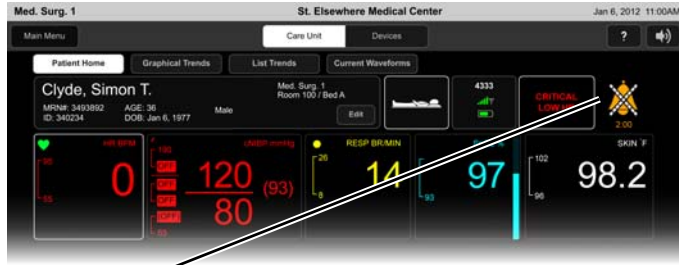 Med. Surg. 1 St. Elsewhere Medical Center Jan 6, 2012 11:00AM
Main Menu Care Unit Devices ?
Patient Home Graphical Trends List Trends Current Waveforms
Clyde, Simon T.
MRN#: 3493892 AGE: 36 Male
ID: 340234 DOB: Jan 6, 1977
Med. Surg. 1
Room 100 / Bed A
Edit
4333
CRITICAL
LOW HR
2:00
HR BPM
0
55
100
OFF
OFF
OFF
(OFF)
120
80
(93)
RESP BR/MIN
26
8
14
93
97
SKIN °F
102
96
98.2